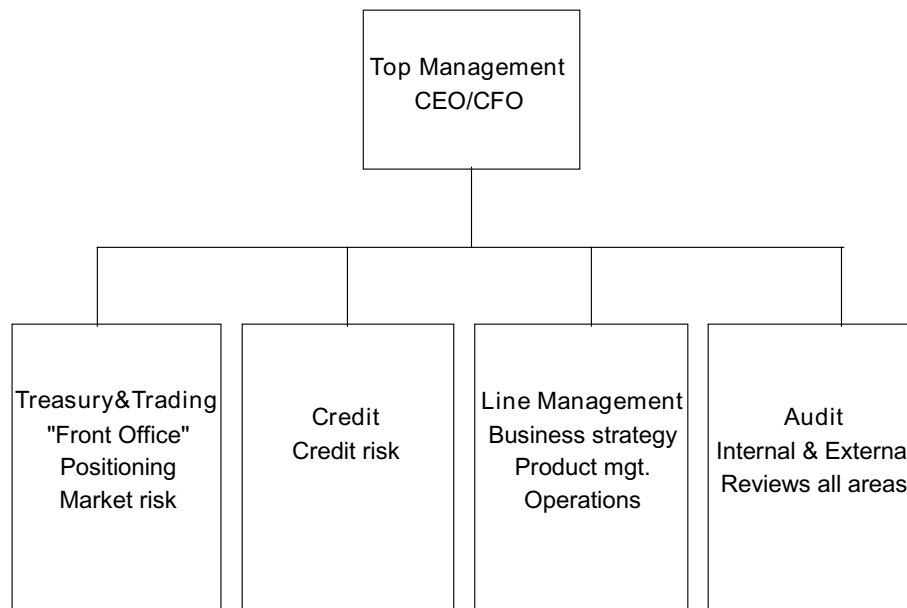 Top Management
CEO/CFO
Treasury&Trading
"Front Office"
Positioning
Market risk
Credit
Credit risk
Line Management
Business strategy
Product mgt.
Operations
Audit
Internal & Externa
Reviews all areas